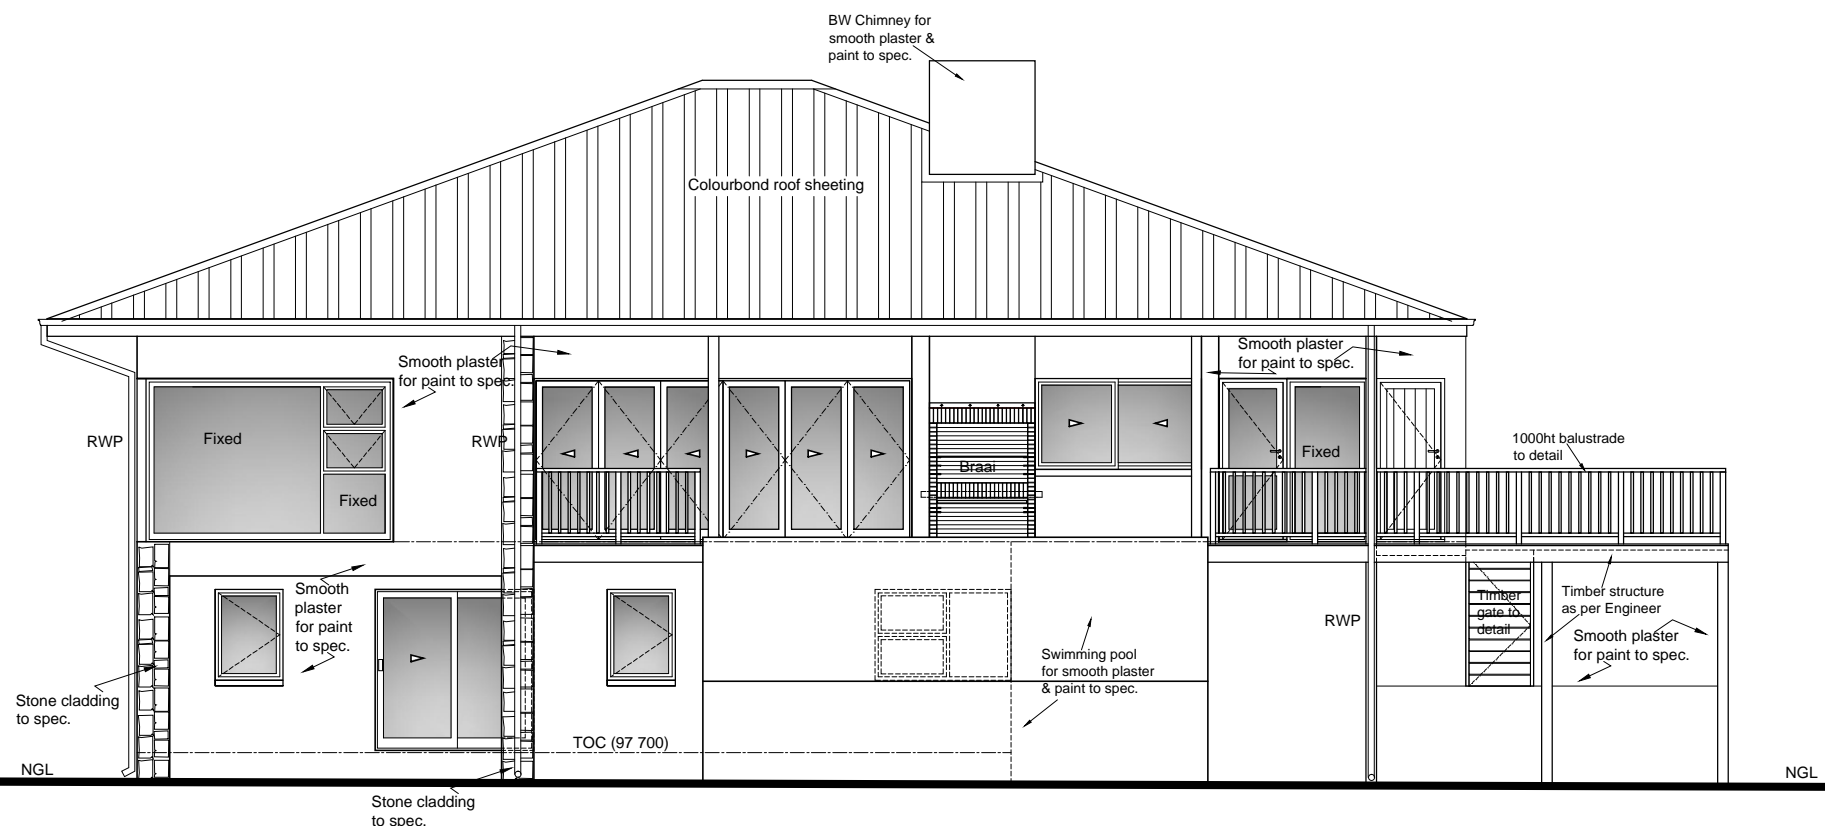 BW Chimney for
smooth plaster &
paint to spec.
Colourbond roof sheeting
Smooth plaster
for paint to spec.
Smooth plaster
for paint to spec.
RWP
Fixed
RWP
Braai
Fixed
1000ht balustrade
to detail
Fixed
Smooth
plaster
for paint
to spec.
Timber
gate to
detail
Timber structure
as per Engineer
RWP
Smooth plaster
for paint to spec.
Swimming pool
for smooth plaster
& paint to spec.
Stone cladding
to spec.
TOC (97 700)
NGL
NGL
Stone cladding
to spec.